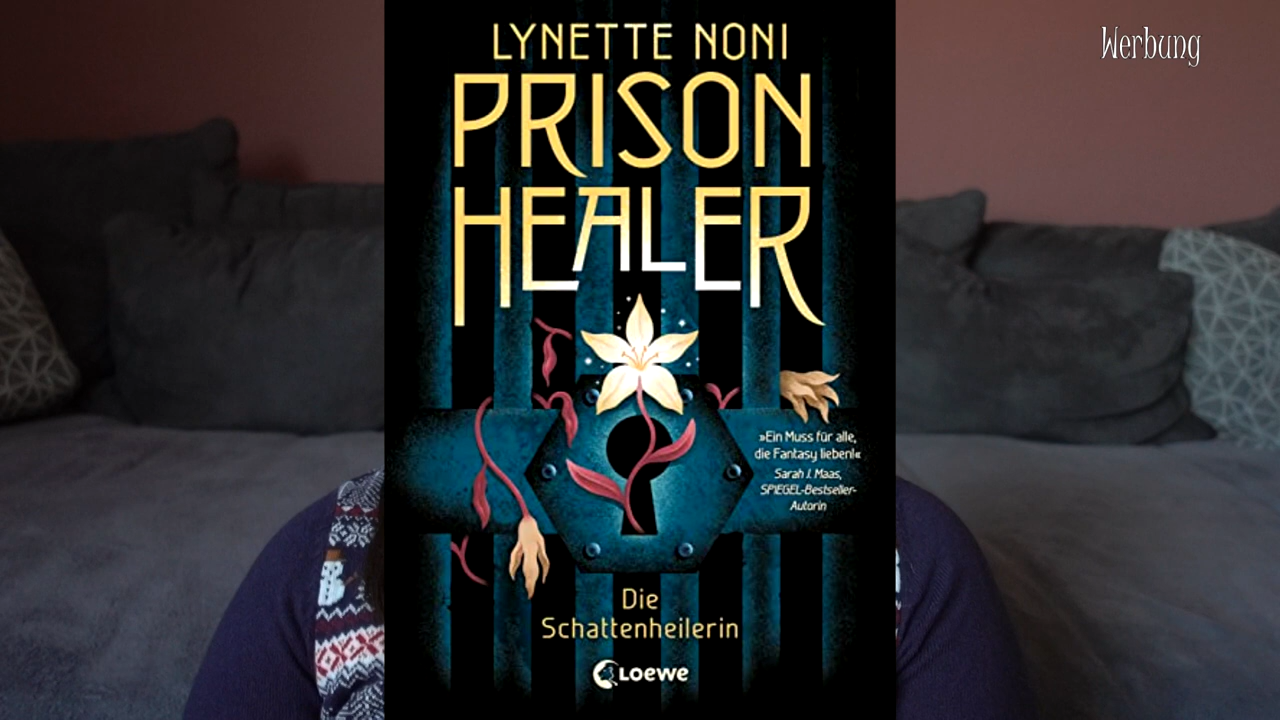 Werbung
LYNETTE NONI
PRISON
HEALER
»Ein Muss für alle,
die Fantasy lieben!«
Sarah J. Maas,
SPIEGEL-Bestseller-
Autorin
Die
Schattenheilerin
Loewe